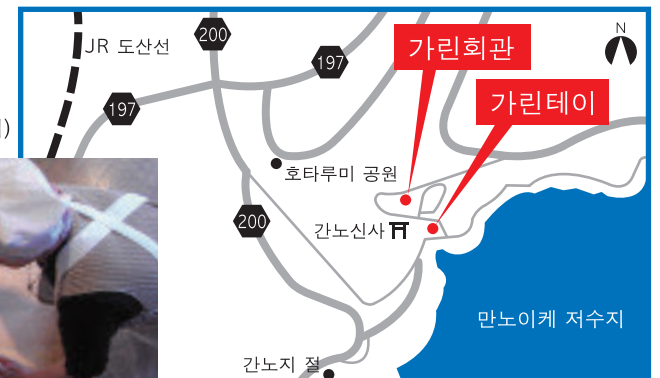 200
N
JR 도산선
가린회관
197
197
가린테이
호타루미 공원
200
간노신사
만노이케 저수지
간노지 절